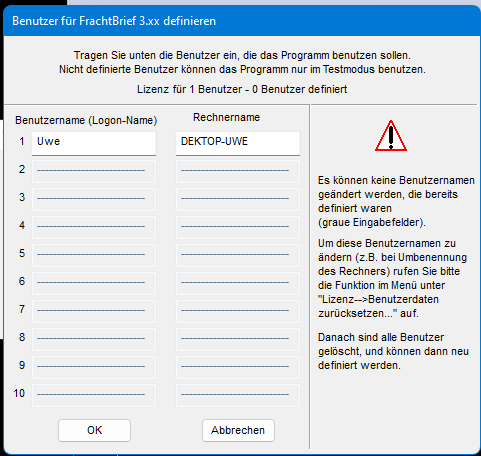 Benutzer für FrachtBrief 3.xx definieren
Tragen Sie unten die Benutzer ein, die das Programm benutzen sollen.
Nicht definierte Benutzer können das Programm nur im Testmodus benutzen.
Lizenz für 1 Benutzer - 0 Benutzer definiert
Benutzername (Logon-Name) Rechnername
1 Uwe DEKTOP-UWE
2 ------------------------------ ------------------------------
3 ------------------------------ ------------------------------
4 ------------------------------ ------------------------------
5 ------------------------------ ------------------------------
6 ------------------------------ ------------------------------
7 ------------------------------ ------------------------------
8 ------------------------------ ------------------------------
9 ------------------------------ ------------------------------
10 ------------------------------ ------------------------------
OK Abbrechen
Es können keine Benutzernamen
geändert werden, die bereits
definiert waren
(graue Eingabefelder).
Um diese Benutzernamen zu
ändern (z.B. bei Umbenennung
des Rechners) rufen Sie bitte
die Funktion im Menü unter
"Lizenz-->Benutzerdaten
zurücksetzen..." auf.
Danach sind alle Benutzer
gelöscht, und können dann neu
definiert werden.